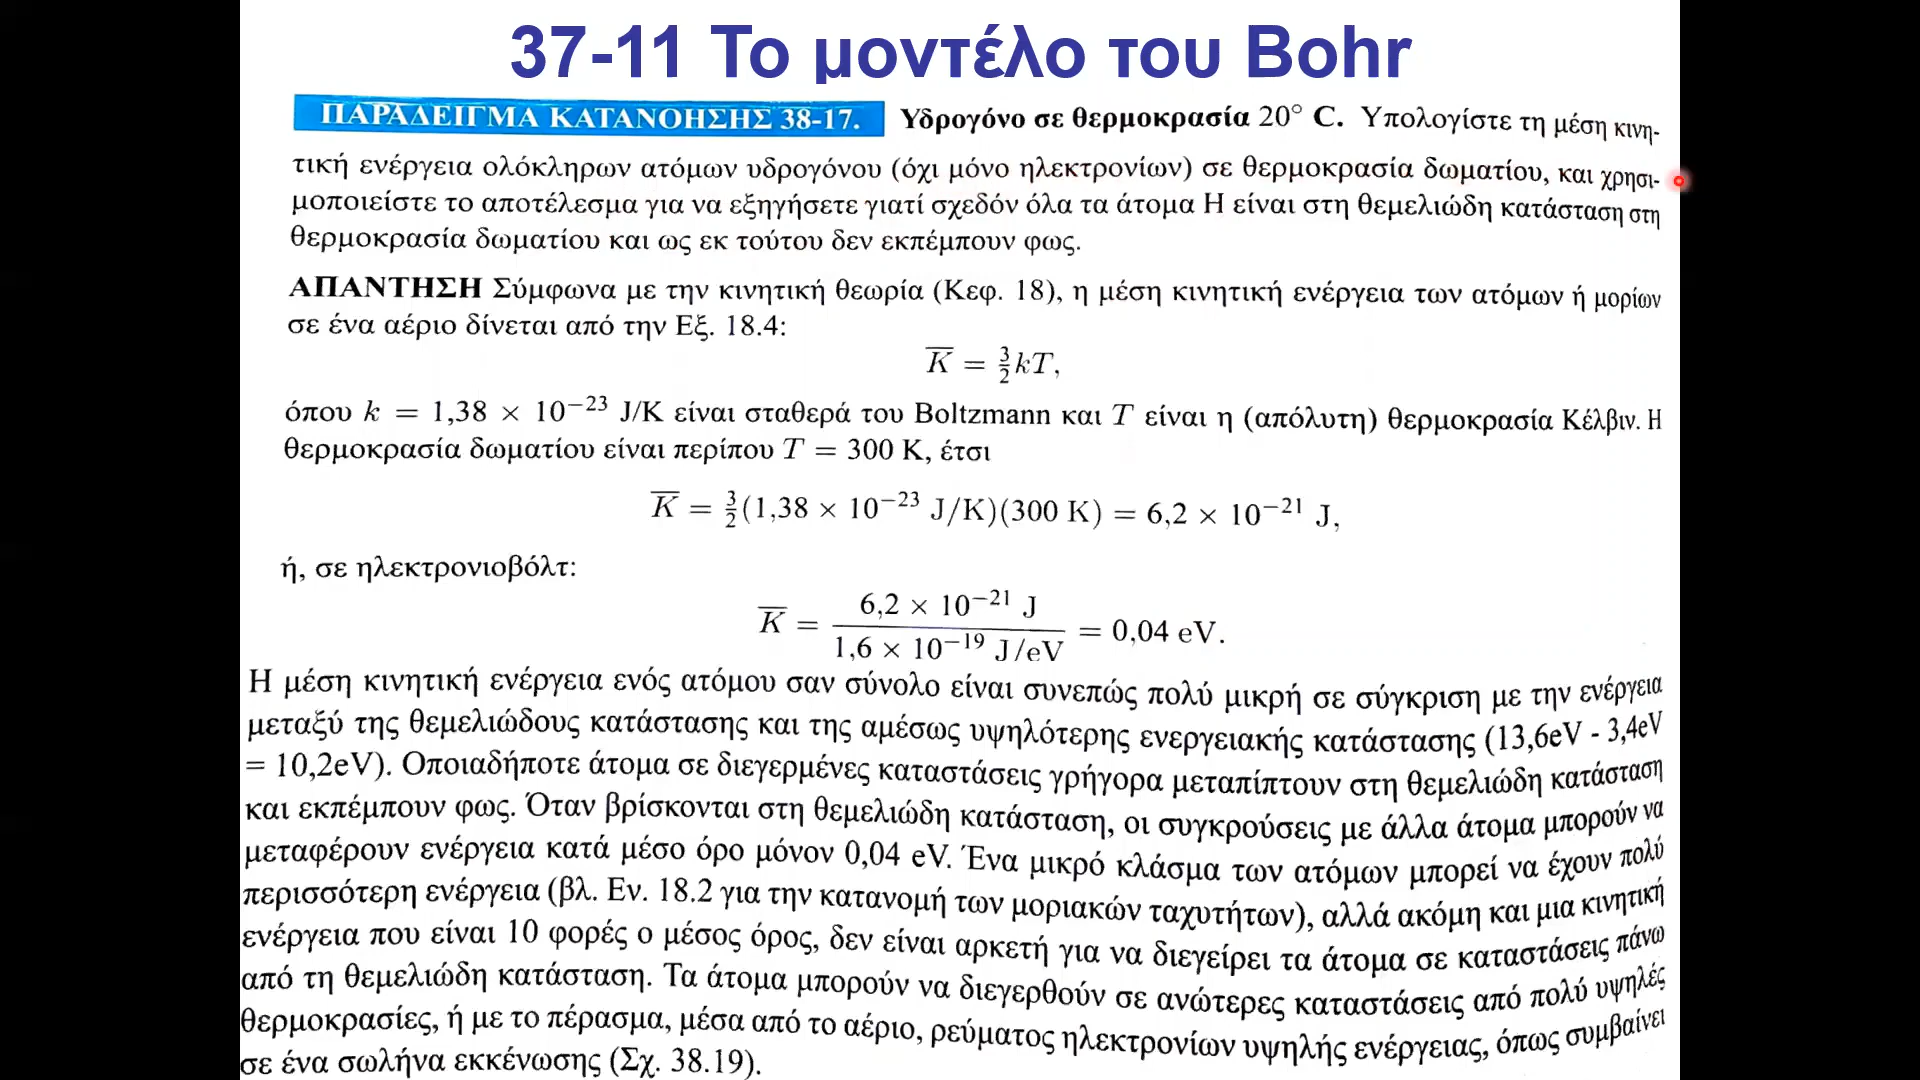 37-11 Το μοντέλο του Bohr
ΠΑΡΑΔΕΙΓΜΑ ΚΑΤΑΝΟΗΣΗΣ 38-17. Υδρογόνο σε θερμοκρασία 20° C. Υπολογίστε τη μέση κινη-
τική ενέργεια ολόκληρων ατόμων υδρογόνου (όχι μόνο ηλεκτρονίων) σε θερμοκρασία δωματίου, και χρησι-
μοποιείστε το αποτέλεσμα για να εξηγήσετε γιατί σχεδόν όλα τα άτομα Η είναι στη θεμελιώδη κατάσταση στη
θερμοκρασία δωματίου και ως εκ τούτου δεν εκπέμπουν φως.
ΑΠΑΝΤΗΣΗ Σύμφωνα με την κινητική θεωρία (Κεφ. 18), η μέση κινητική ενέργεια των ατόμων ή μορίων
σε ένα αέριο δίνεται από την Εξ. 18.4:
K̅ = 3/2 kT,
όπου k = 1,38 × 10⁻²³ J/K είναι σταθερά του Boltzmann και T είναι η (απόλυτη) θερμοκρασία Κέλβιν. Η
θερμοκρασία δωματίου είναι περίπου T = 300 K, έτσι
K̅ = 3/2 (1,38 × 10⁻²³ J/K)(300 K) = 6,2 × 10⁻²¹ J,
ή, σε ηλεκτρονιοβόλτ:
K̅ = 6,2 × 10⁻²¹ J / 1,6 × 10⁻¹⁹ J/eV = 0,04 eV.
Η μέση κινητική ενέργεια ενός ατόμου σαν σύνολο είναι συνεπώς πολύ μικρή σε σύγκριση με την ενέργεια
μεταξύ της θεμελιώδους κατάστασης και της αμέσως υψηλότερης ενεργειακής κατάστασης (13,6eV - 3,4eV
= 10,2eV). Οποιαδήποτε άτομα σε διεγερμένες καταστάσεις γρήγορα μεταπίπτουν στη θεμελιώδη κατάσταση
και εκπέμπουν φως. Όταν βρίσκονται στη θεμελιώδη κατάσταση, οι συγκρούσεις με άλλα άτομα μπορούν να
μεταφέρουν ενέργεια κατά μέσο όρο μόνον 0,04 eV. Ένα μικρό κλάσμα των ατόμων μπορεί να έχουν πολύ
περισσότερη ενέργεια (βλ. Εν. 18.2 για την κατανομή των μοριακών ταχυτήτων), αλλά ακόμη και μια κινητική
ενέργεια που είναι 10 φορές ο μέσος όρος, δεν είναι αρκετή για να διεγείρει τα άτομα σε καταστάσεις πάνω
από τη θεμελιώδη κατάσταση. Τα άτομα μπορούν να διεγερθούν σε ανώτερες καταστάσεις από πολύ υψηλές
θερμοκρασίες, ή με το πέρασμα, μέσα από το αέριο, ρεύματος ηλεκτρονίων υψηλής ενέργειας, όπως συμβαίνει
σε ένα σωλήνα εκκένωσης (Σχ. 38.19).